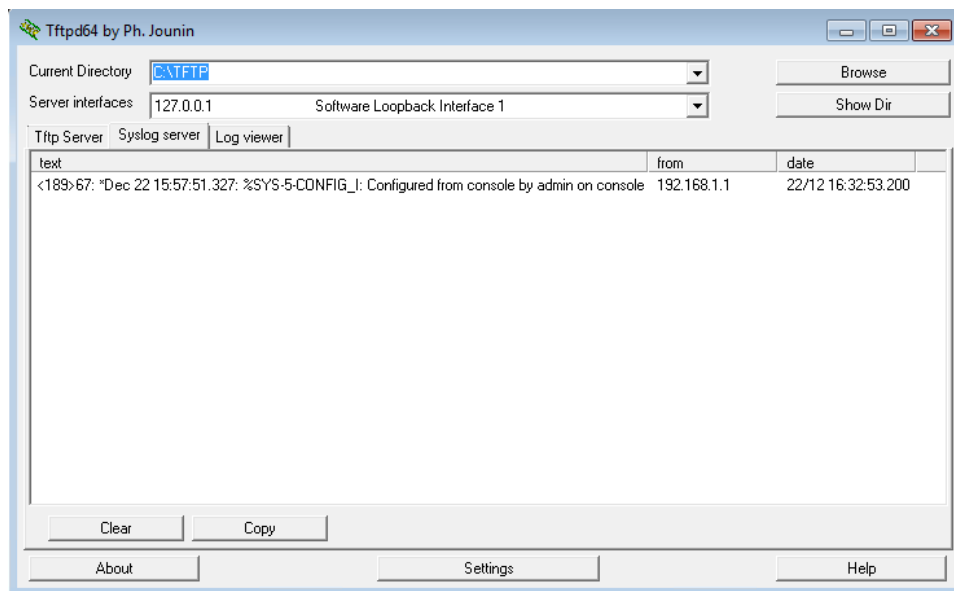 Tftpd64 by Ph. Jounin
Current Directory C:\TFTP Browse
Server interfaces 127.0.0.1 Software Loopback Interface 1 Show Dir
Tftp Server Syslog server Log viewer
text from date
<189>67: *Dec 22 15:57:51.327: %SYS-5-CONFIG_I: Configured from console by admin on console 192.168.1.1 22/12 16:32:53.200
Clear Copy
About Settings Help